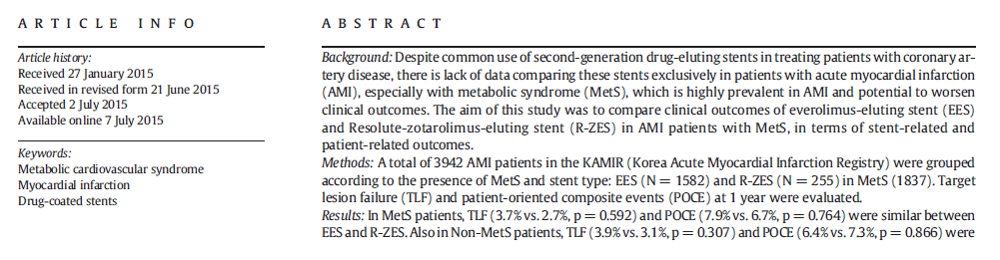 ARTICLE INFO
Article history:
Received 27 January 2015
Received in revised form 21 June 2015
Accepted 2 July 2015
Available online 7 July 2015
Keywords:
Metabolic cardiovascular syndrome
Myocardial infarction
Drug-coated stents
ABSTRACT
Background: Despite common use of second-generation drug-eluting stents in treating patients with coronary ar-
tery disease, there is lack of data comparing these stents exclusively in patients with acute myocardial infarction
(AMI), especially with metabolic syndrome (MetS), which is highly prevalent in AMI and potential to worsen
clinical outcomes. The aim of this study was to compare clinical outcomes of everolimus-eluting stent (EES)
and Resolute-zotarolimus-eluting stent (R-ZES) in AMI patients with MetS, in terms of stent-related and
patient-related outcomes.
Methods: A total of 3942 AMI patients in the KAMIR (Korea Acute Myocardial Infarction Registry) were grouped
according to the presence of MetS and stent type: EES (N = 1582) and R-ZES (N = 255) in MetS (1837). Target
lesion failure (TLF) and patient-oriented composite events (POCE) at 1 year were evaluated.
Results: In MetS patients, TLF (3.7% vs. 2.7%, p = 0.592) and POCE (7.9% vs. 6.7%, p = 0.764) were similar between
EES and R-ZES. Also in Non-MetS patients, TLF (3.9% vs. 3.1%, p = 0.307) and POCE (6.4% vs. 7.3%, p = 0.866) were